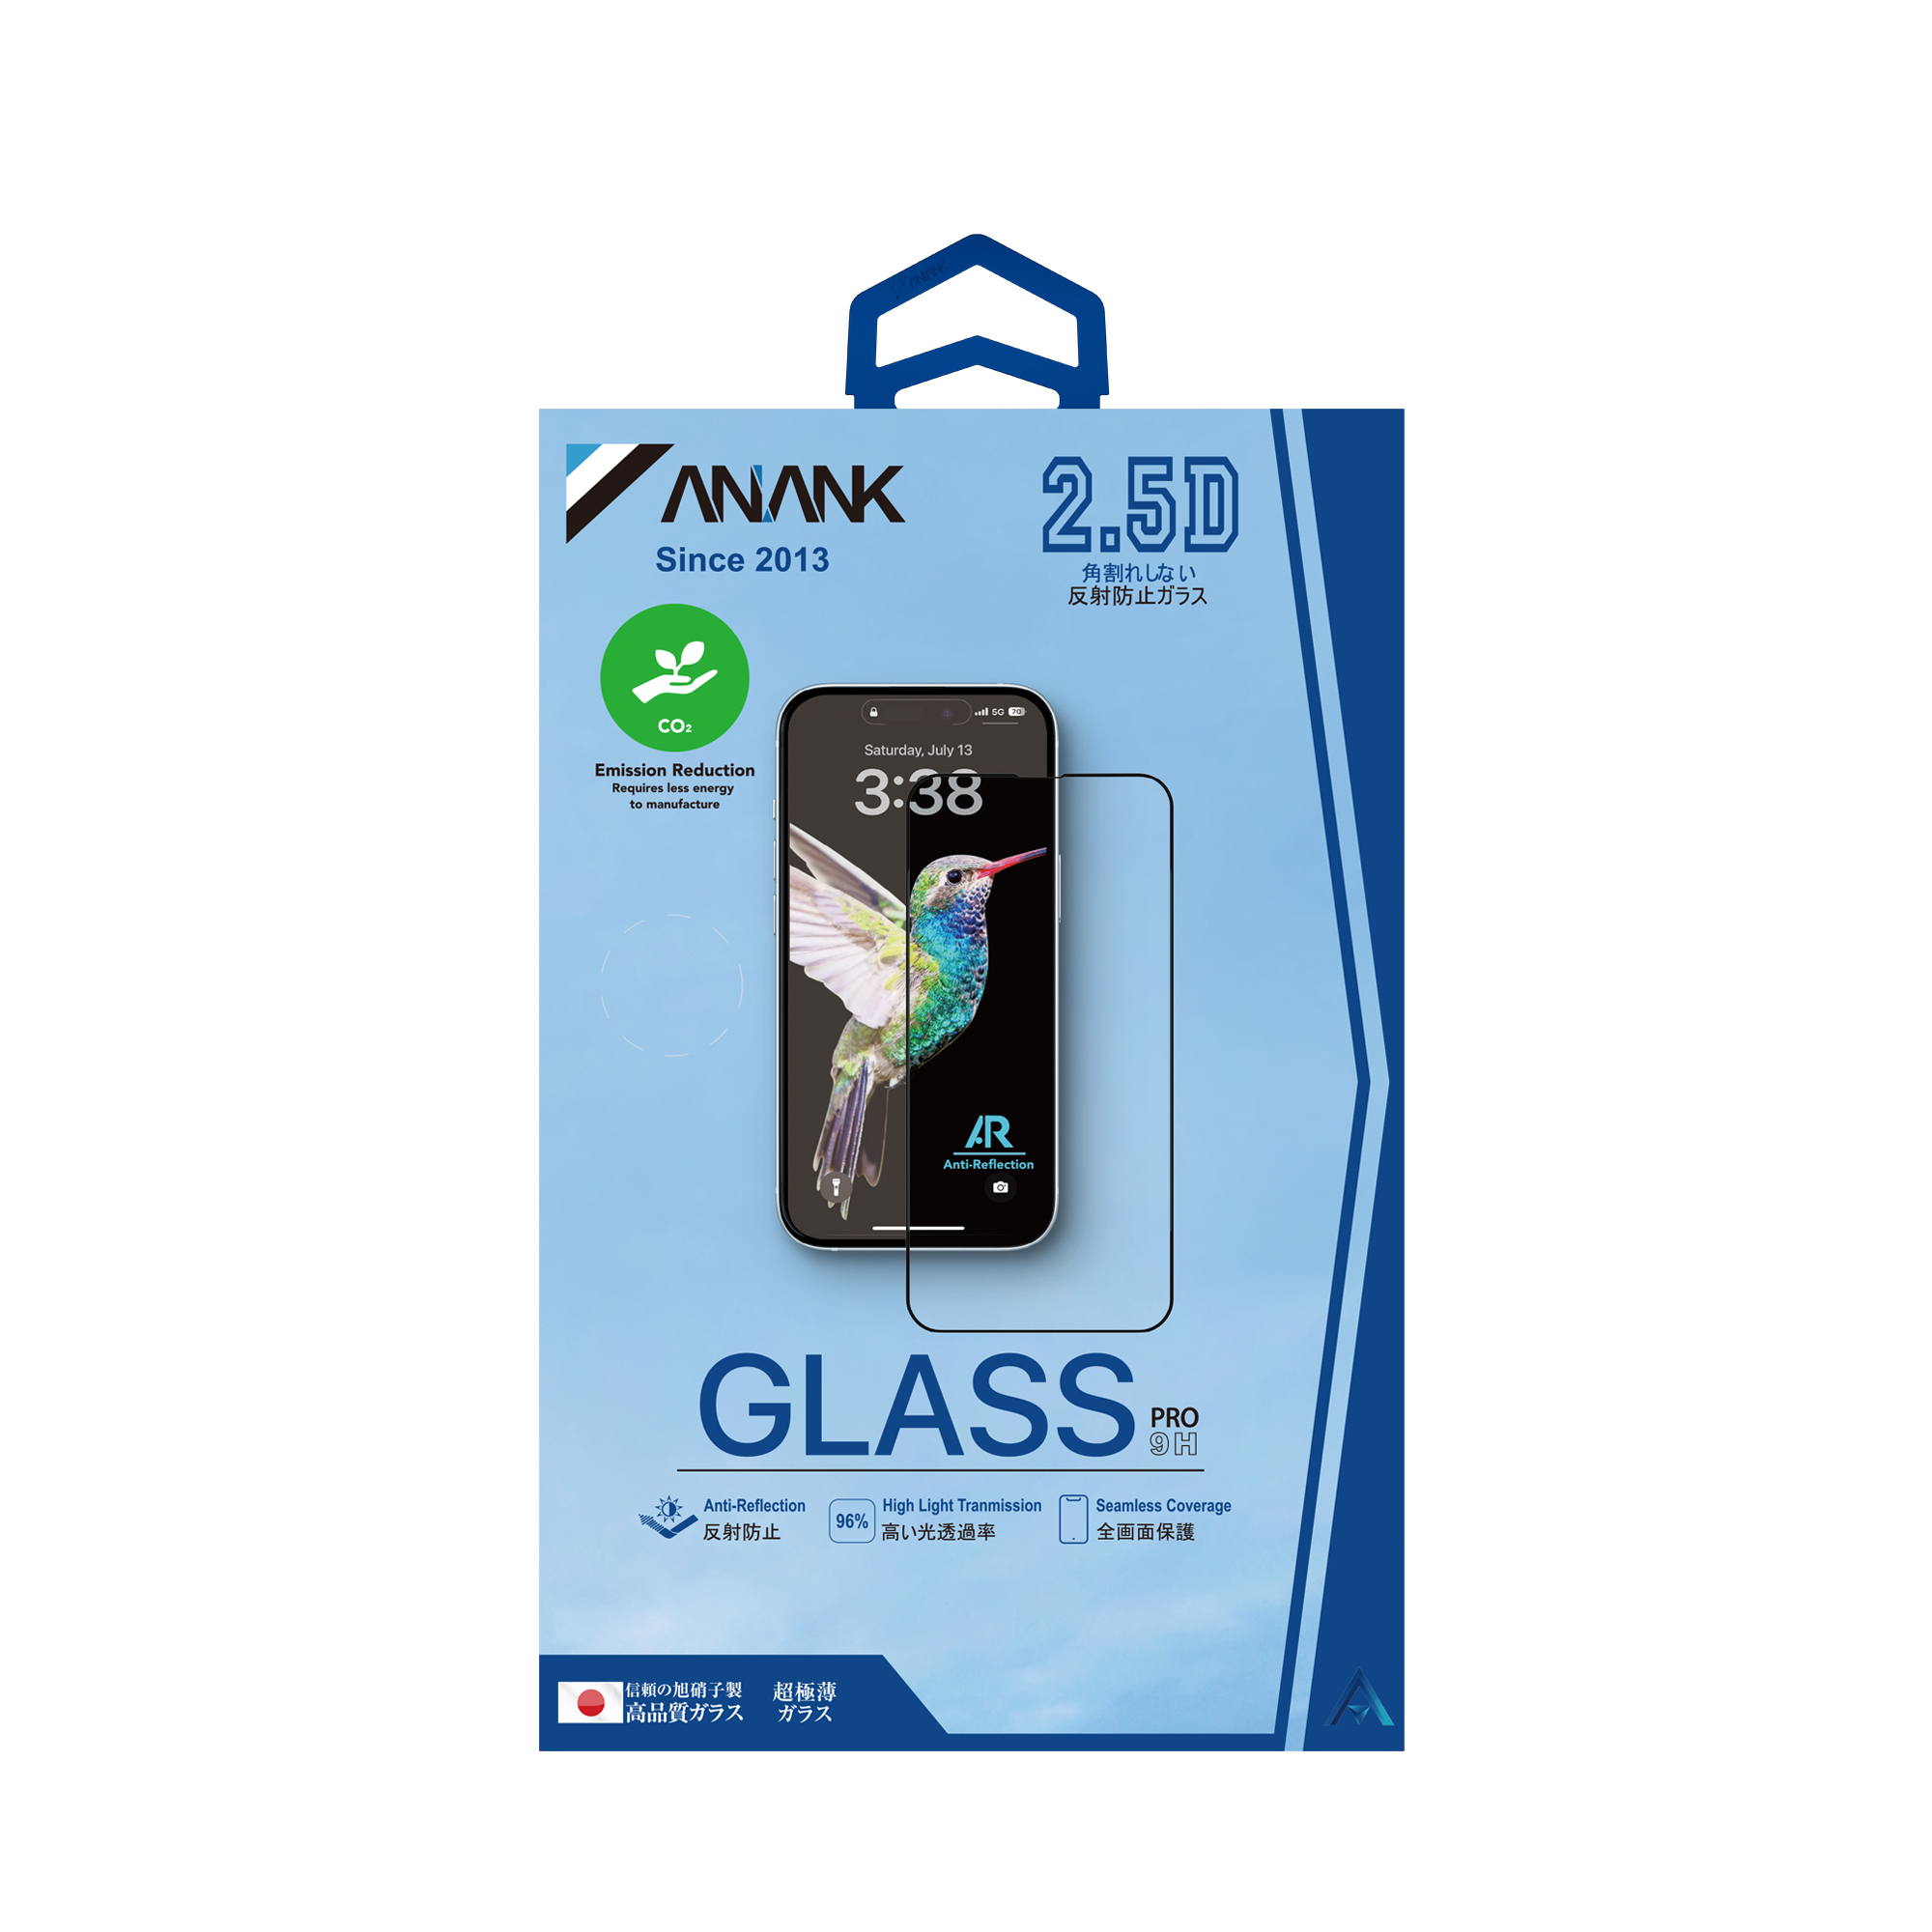 ANANK
ANANK
Since 2013
2.5D
角割れしない
反射防止ガラス
CO₂
Emission Reduction
Requires less energy
to manufacture
5G 70
Saturday, July 13
3:38
AR
Anti-Reflection
GLASS
PRO
9H
Anti-Reflection
反射防止
96%
High Light Tranmission
高い光透過率
Seamless Coverage
全画面保護
信頼の旭硝子製
高品質ガラス
超極薄
ガラス